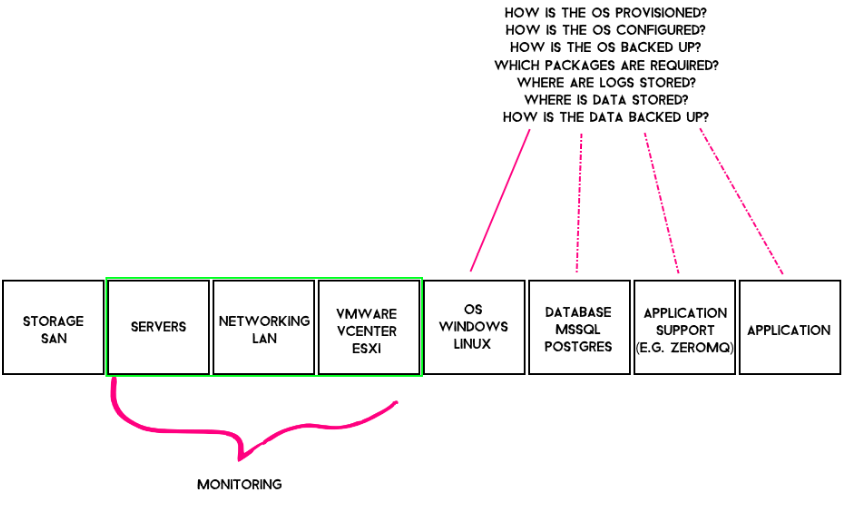 HOW IS THE OS PROVISIONED?
HOW IS THE OS CONFIGURED?
HOW IS THE OS BACKED UP?
WHICH PACKAGES ARE REQUIRED?
WHERE ARE LOGS STORED?
WHERE IS DATA STORED?
HOW IS THE DATA BACKED UP?
STORAGE
SAN
SERVERS
NETWORKING
LAN
VMWARE
VCENTER
ESXI
OS
WINDOWS
LINUX
DATABASE
MSSQL
POSTGRES
APPLICATION
SUPPORT
(E.G. ZEROMQ)
APPLICATION
MONITORING